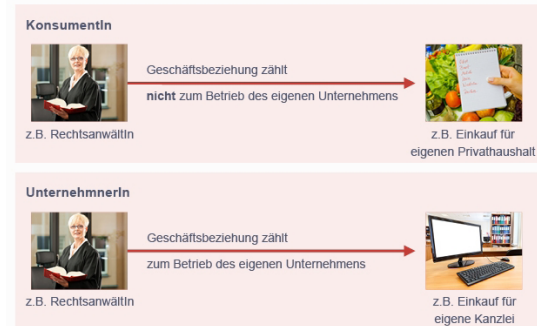 KonsumentIn
Geschäftsbeziehung zählt
nicht zum Betrieb des eigenen Unternehmens
z.B. RechtsanwältIn
z.B. Einkauf für
eigenen Privathaushalt
UnternehmnerIn
Geschäftsbeziehung zählt
zum Betrieb des eigenen Unternehmens
z.B. RechtsanwältIn
z.B. Einkauf für
eigene Kanzlei